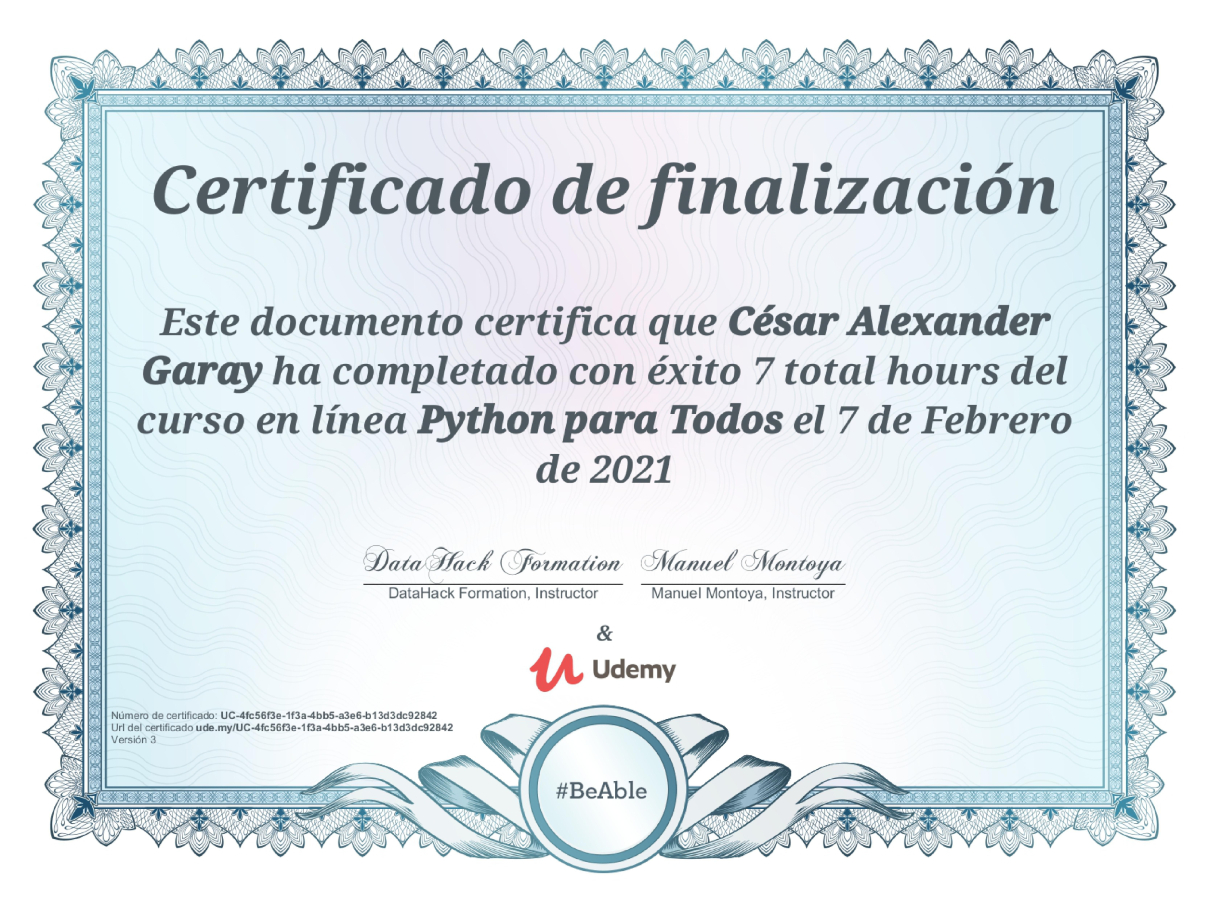 Certificado de finalización
Este documento certifica que César Alexander
Garay ha completado con éxito 7 total hours del
curso en línea Python para Todos el 7 de Febrero
de 2021
DataHack Formation Manuel Montoya
DataHack Formation, Instructor Manuel Montoya, Instructor
&
Udemy
Número de certificado: UC-4fc56f3e-1f3a-4bb5-a3e6-b13d3dc92842
Url del certificado ude.my/UC-4fc56f3e-1f3a-4bb5-a3e6-b13d3dc92842
Versión 3
#BeAble